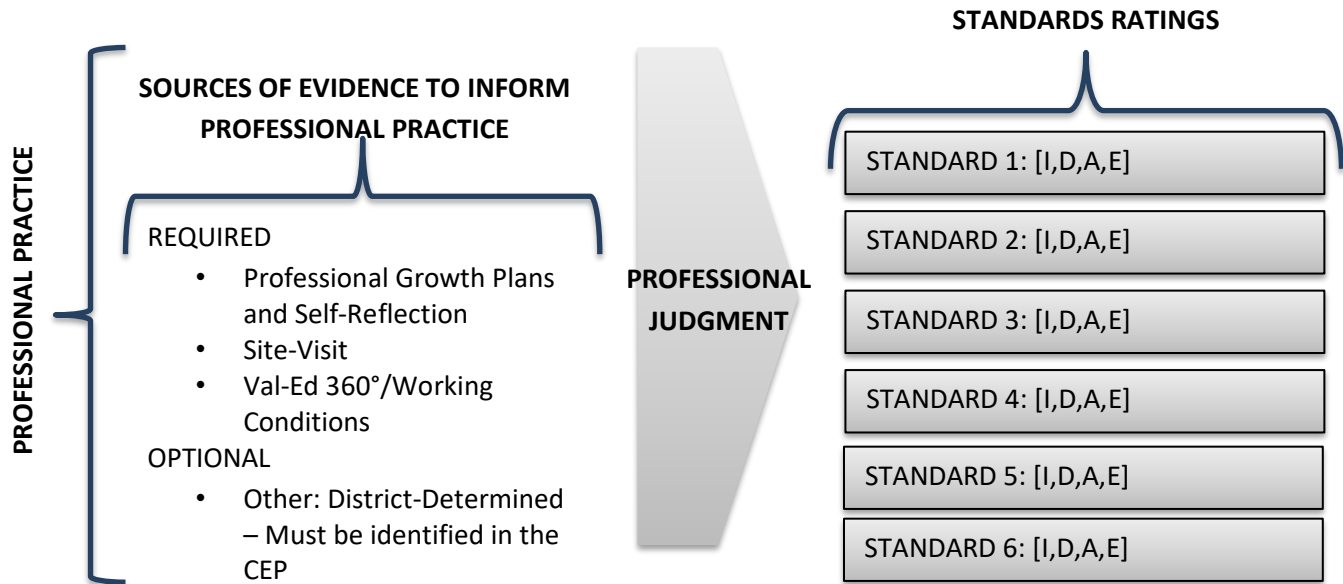 PROFESSIONAL PRACTICE
SOURCES OF EVIDENCE TO INFORM
PROFESSIONAL PRACTICE
REQUIRED
• Professional Growth Plans
and Self-Reflection
• Site-Visit
• Val-Ed 360°/Working
Conditions
OPTIONAL
• Other: District-Determined
– Must be identified in the
CEP
PROFESSIONAL
JUDGMENT
STANDARDS RATINGS
STANDARD 1: [I,D,A,E]
STANDARD 2: [I,D,A,E]
STANDARD 3: [I,D,A,E]
STANDARD 4: [I,D,A,E]
STANDARD 5: [I,D,A,E]
STANDARD 6: [I,D,A,E]